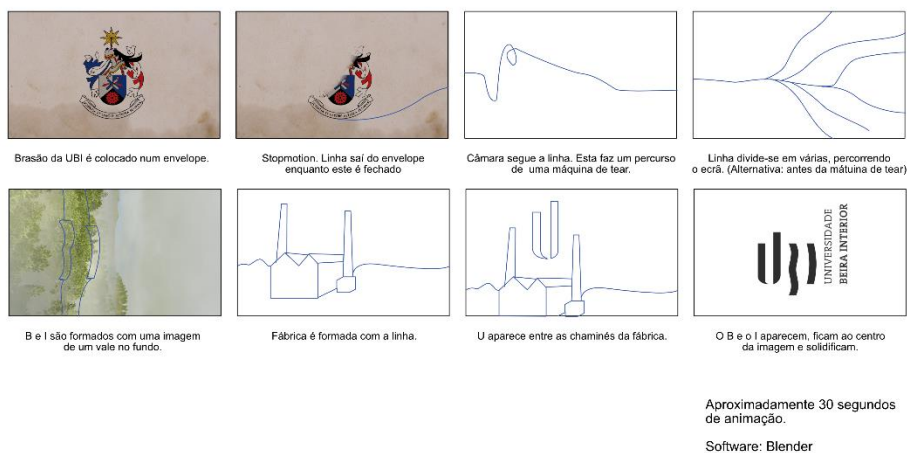 Brasão da UBI é colocado num envelope.
Stopmotion. Linha saí do envelope
enquanto este é fechado
Câmara segue a linha. Esta faz um percurso
de uma máquina de tear.
Linha divide-se em várias, percorrendo
o ecrã. (Alternativa: antes da mátuina de tear)
B e I são formados com uma imagem
de um vale no fundo.
Fábrica é formada com a linha.
U aparece entre as chaminés da fábrica.
UNIVERSIDADE
BEIRA INTERIOR
O B e o I aparecem, ficam ao centro
da imagem e solidificam.
Aproximadamente 30 segundos
de animação.
Software: Blender